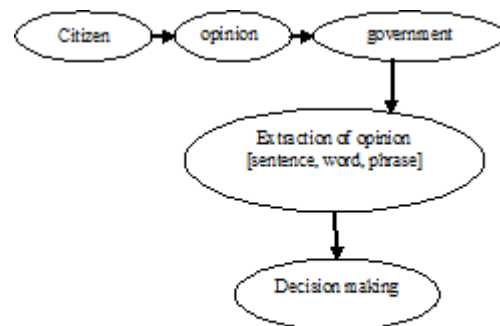 Citizen
opinion
government
Extraction of opinion
[sentence, word, phrase]
Decision making